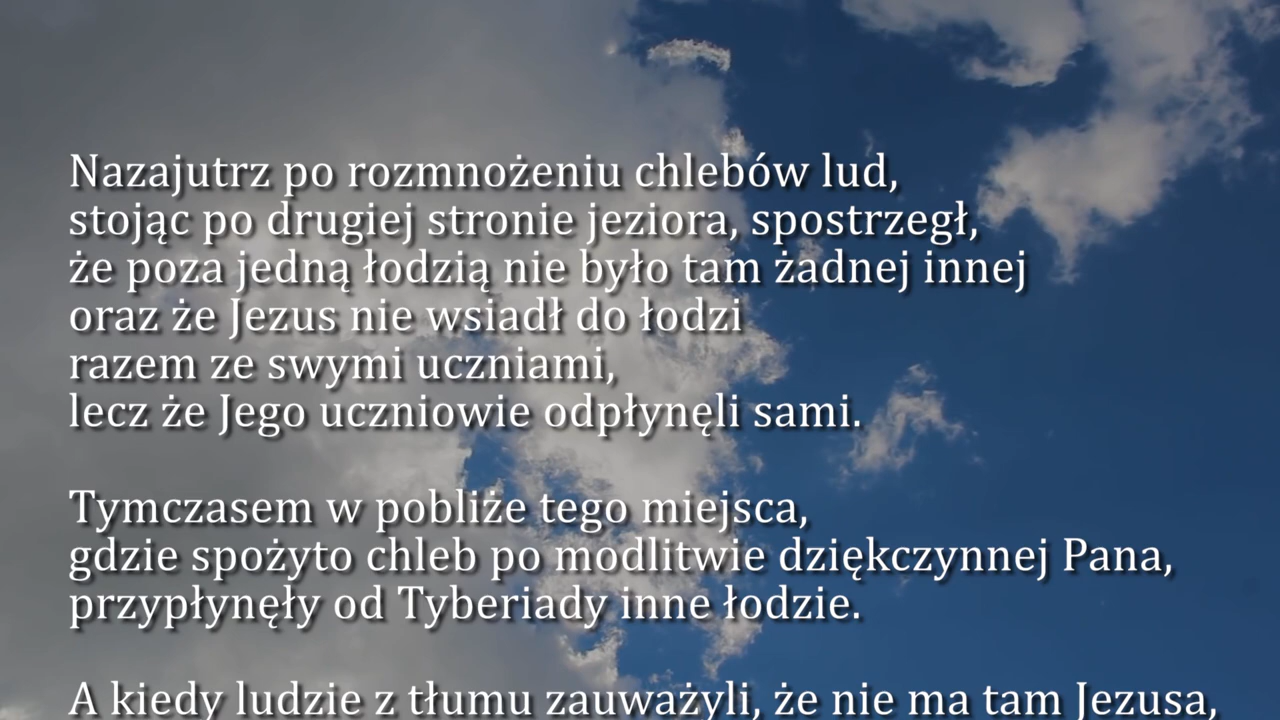 Nazajutrz po rozmnożeniu chlebów lud,
stojąc po drugiej stronie jeziora, spostrzegł,
że poza jedną łodzią nie było tam żadnej innej
oraz że Jezus nie wsiadł do łodzi
razem ze swymi uczniami,
lecz że Jego uczniowie odpłynęli sami.
Tymczasem w pobliże tego miejsca,
gdzie spożyto chleb po modlitwie dziękczynnej Pana,
przypłynęły od Tyberiady inne łodzie.
A kiedy ludzie z tłumu zauważyli, że nie ma tam Jezusa,